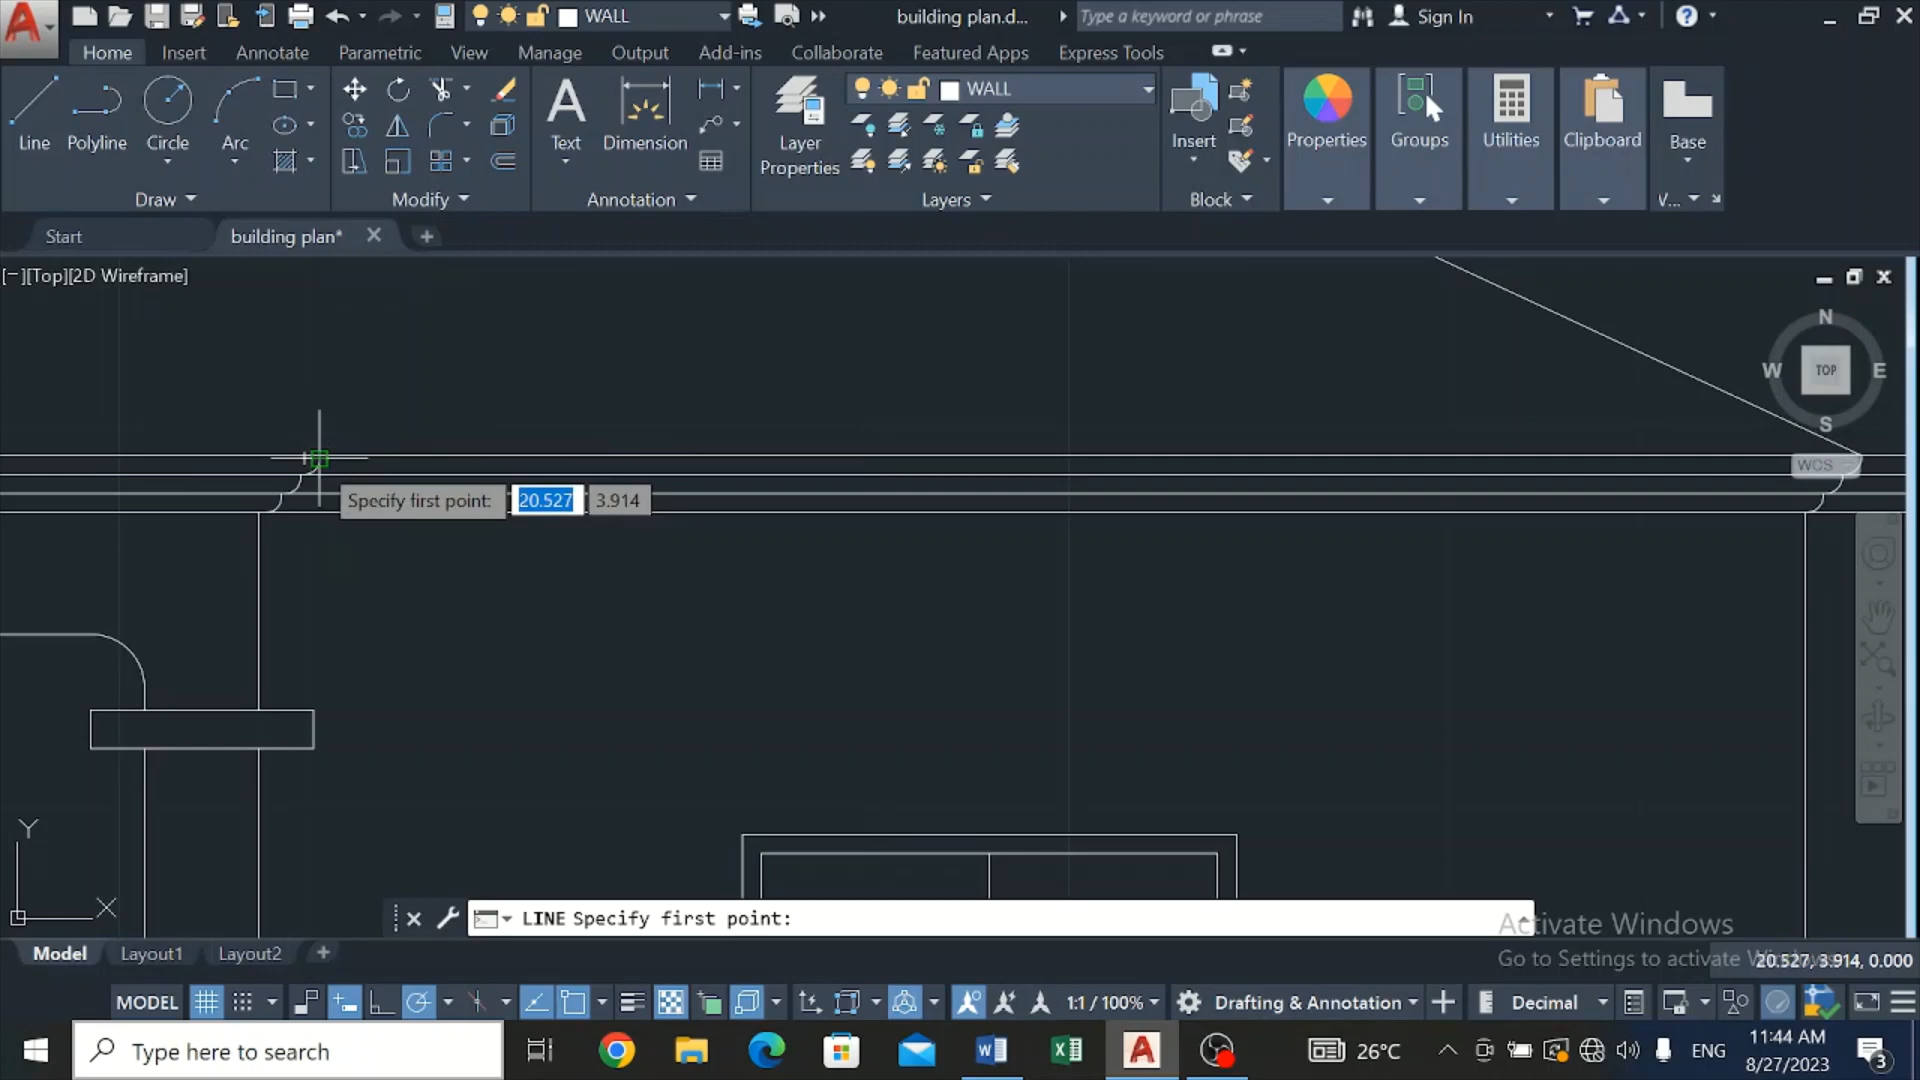 WALL
building plan.d...
Type a keyword or phrase
Sign In
Home
Insert
Annotate
Parametric
View
Manage
Output
Add-ins
Collaborate
Featured Apps
Express Tools
WALL
Line
Polyline
Circle
Arc
Text
Dimension
Layer
Properties
Insert
Properties
Groups
Utilities
Clipboard
Base
Draw
Modify
Annotation
Layers
Block
V...
Start
building plan*
[−][Top][2D Wireframe]
N
W
TOP
E
S
WCS
Specify first point:
20.527
3.914
Y
X
LINE Specify first point:
Activate Windows
Go to Settings to activate
20.527, 3.914, 0.000
Model
Layout1
Layout2
MODEL
1:1 / 100%
Drafting & Annotation
Decimal
Type here to search
26°C
ENG
11:44 AM
8/27/2023
3